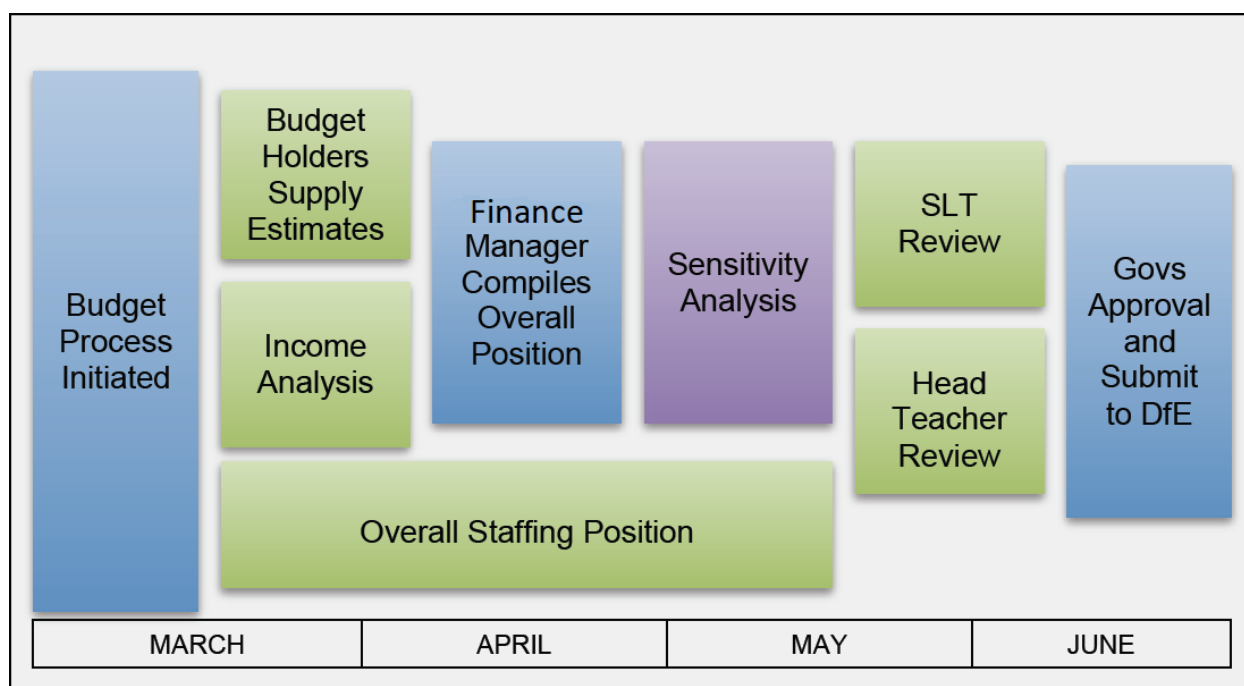 Budget
Process
Initiated
Budget
Holders
Supply
Estimates
Income
Analysis
Finance
Manager
Compiles
Overall
Position
Sensitivity
Analysis
SLT
Review
Head
Teacher
Review
Govs
Approval
and
Submit
to DfE
Overall Staffing Position
MARCH
APRIL
MAY
JUNE